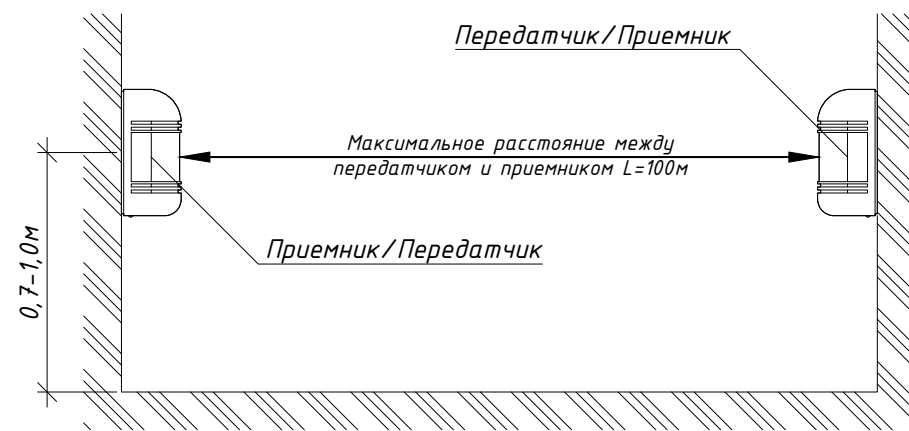 Передатчик/Приемник
Максимальное расстояние между
передатчиком и приемником L=100м
Приемник/Передатчик
0,7-1,0м